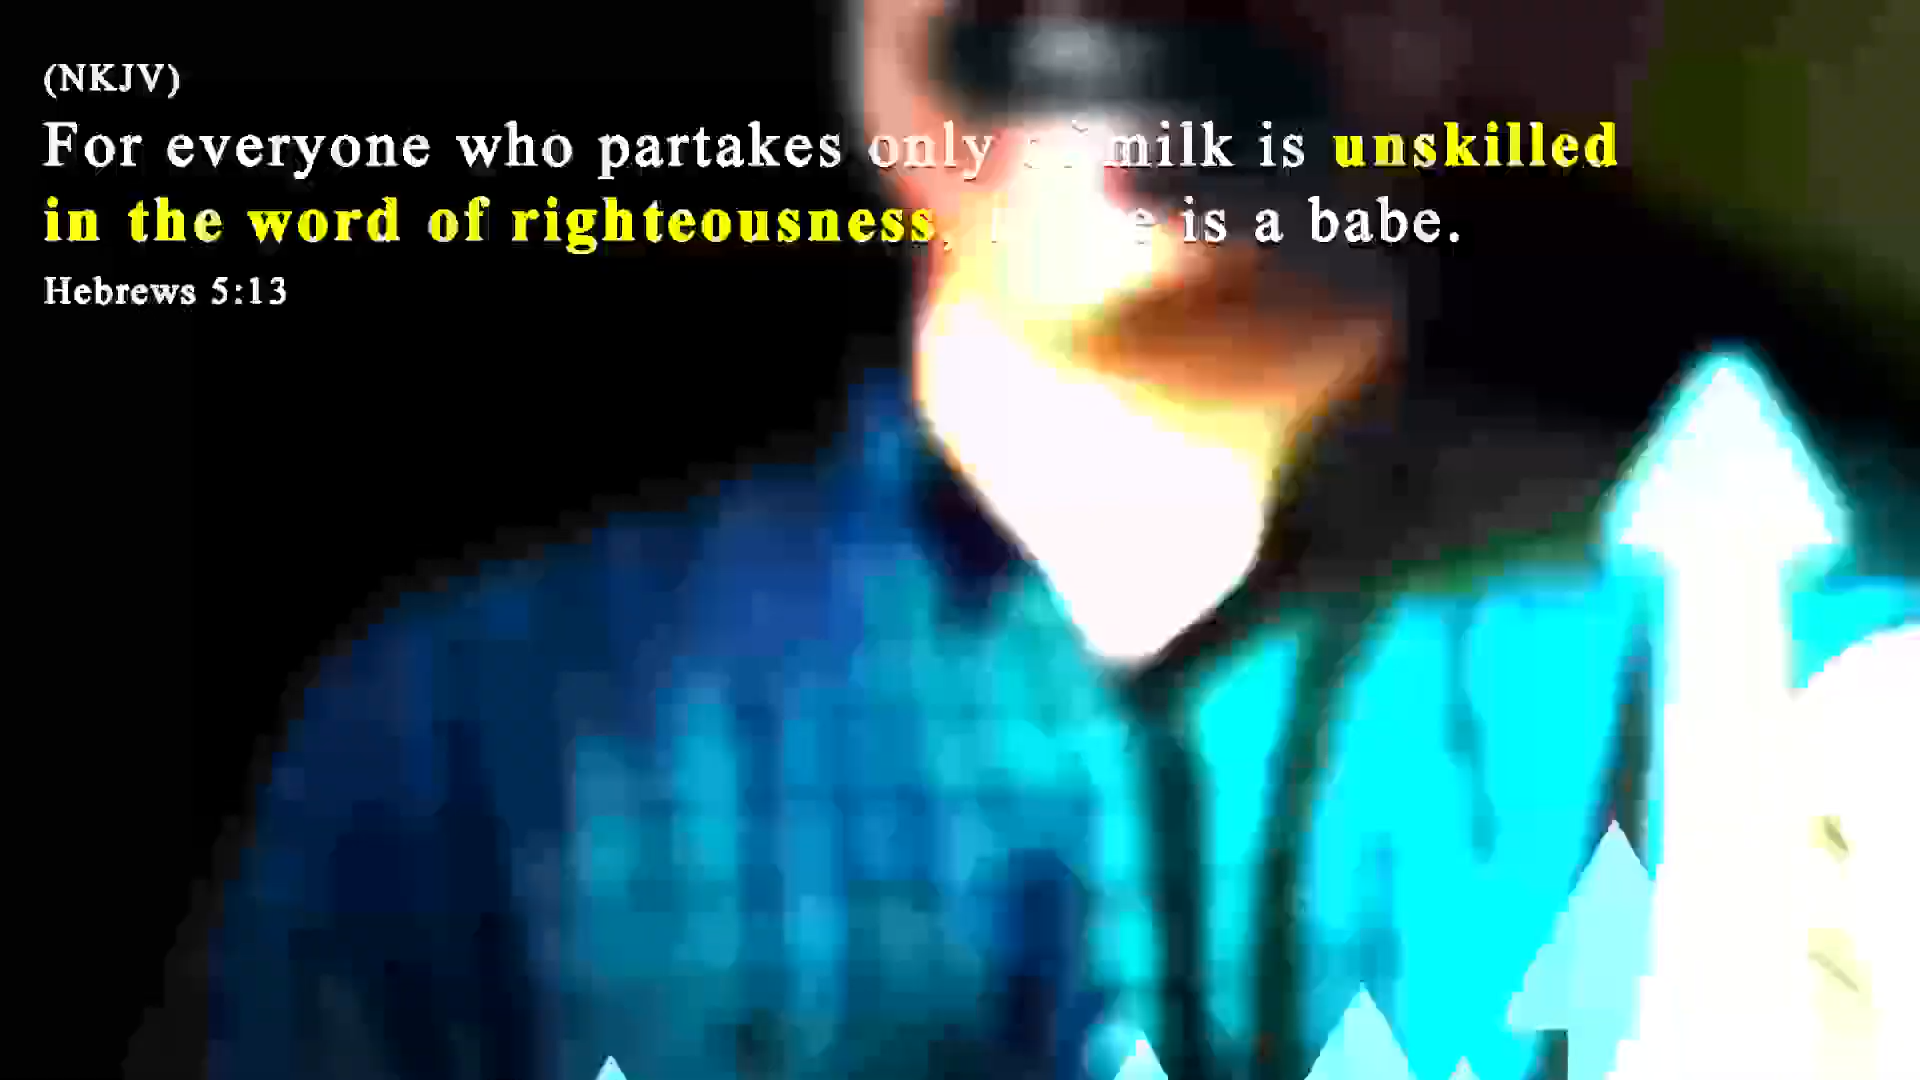 (NKJV)
For everyone who partakes only milk is unskilled
in the word of righteousness, is a babe.
Hebrews 5:13